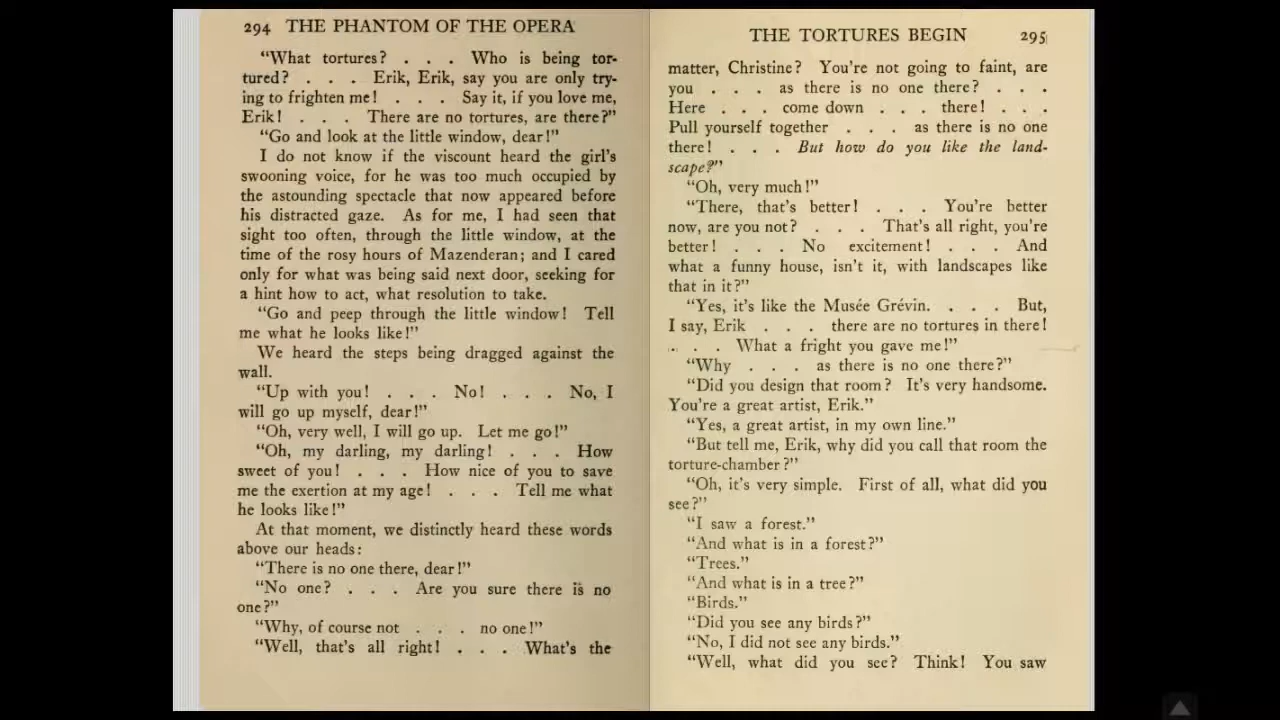 294 THE PHANTOM OF THE OPERA
“What tortures? . . . Who is being tor-
tured? . . . Erik, Erik, say you are only try-
ing to frighten me! . . . Say it, if you love me,
Erik! . . . There are no tortures, are there?”
“Go and look at the little window, dear!”
I do not know if the viscount heard the girl’s
swooning voice, for he was too much occupied by
the astounding spectacle that now appeared before
his distracted gaze. As for me, I had seen that
sight too often, through the little window, at the
time of the rosy hours of Mazenderan; and I cared
only for what was being said next door, seeking for
a hint how to act, what resolution to take.
“Go and peep through the little window! Tell
me what he looks like!”
We heard the steps being dragged against the
wall.
“Up with you! . . . No! . . . No, I
will go up myself, dear!”
“Oh, very well, I will go up. Let me go!”
“Oh, my darling, my darling! . . . How
sweet of you! . . . How nice of you to save
me the exertion at my age! . . . Tell me what
he looks like!”
At that moment, we distinctly heard these words
above our heads:
“There is no one there, dear!”
“No one? . . . Are you sure there is no
one?”
“Why, of course not . . . no one!”
“Well, that’s all right! . . . What’s the
THE TORTURES BEGIN 295
matter, Christine? You’re not going to faint, are
you . . . as there is no one there? . . .
Here . . . come down . . . there! . . .
Pull yourself together . . . as there is no one
there! . . . But how do you like the land-
scape?”
“Oh, very much!”
“There, that’s better! . . . You’re better
now, are you not? . . . That’s all right, you’re
better! . . . No excitement! . . . And
what a funny house, isn’t it, with landscapes like
that in it?”
“Yes, it’s like the Musée Grévin. . . . But,
I say, Erik . . . there are no tortures in there!
. . . What a fright you gave me!”
“Why . . . as there is no one there?”
“Did you design that room? It’s very handsome.
You’re a great artist, Erik.”
“Yes, a great artist, in my own line.”
“But tell me, Erik, why did you call that room the
torture-chamber?”
“Oh, it’s very simple. First of all, what did you
see?”
“I saw a forest.”
“And what is in a forest?”
“Trees.”
“And what is in a tree?”
“Birds.”
“Did you see any birds?”
“No, I did not see any birds.”
“Well, what did you see? Think! You saw